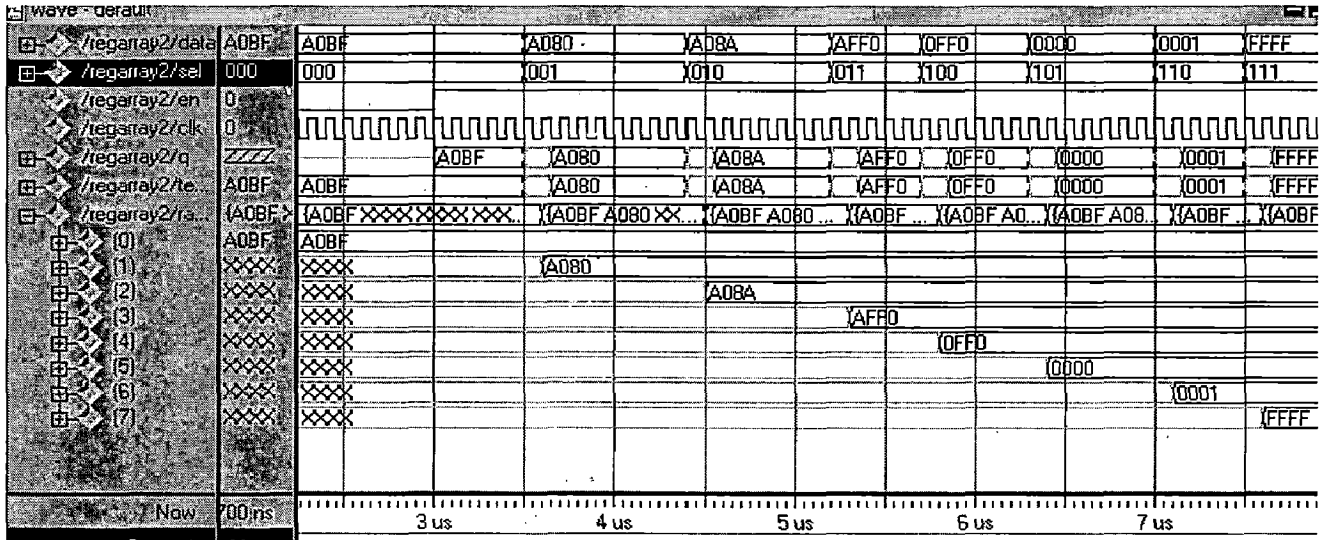 wave - default
/regarray2/data A0BF A0BF A080 A08A AFF0 0FF0 0000 0001 FFFF
/regarray2/sel 000 000 001 010 011 100 101 110 111
/regarray2/en 0
/regarray2/clk 0
/regarray2/q ZZZZ A0BF A080 A08A AFF0 0FF0 0000 0001 FFFF
/regarray2/te... A0BF A0BF A080 A08A AFF0 0FF0 0000 0001 FFFF
/regarray2/ra... {A0BF X {A0BF XXXX XXXX XXX... {A0BF A080 XX... {A0BF A080 ... {A0BF ... {A0BF A0... {A0BF A08... {A0BF ... {A0BF
(0) A0BF A0BF
(1) XXXX XXXX A080
(2) XXXX XXXX A08A
(3) XXXX XXXX AFF0
(4) XXXX XXXX 0FF0
(5) XXXX XXXX 0000
(6) XXXX XXXX 0001
(7) XXXX XXXX FFFF
Now 700 ns
3 us 4 us 5 us 6 us 7 us